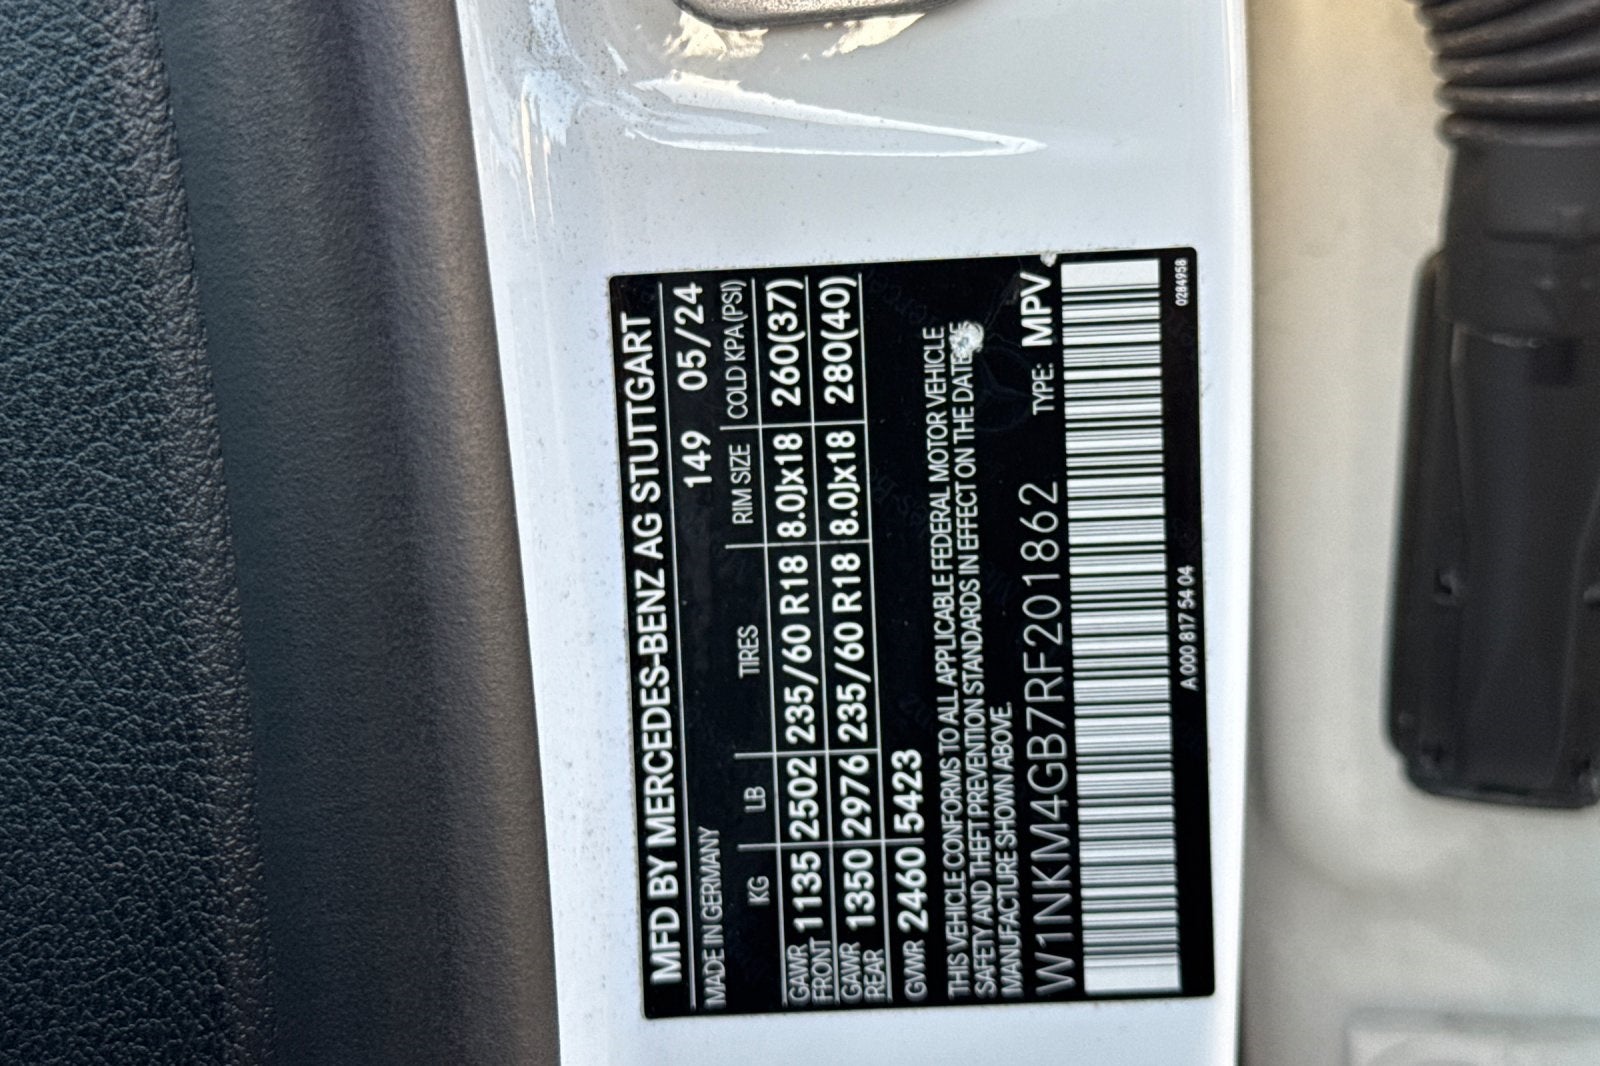 MFD BY MERCEDES-BENZ AG STUTTGART
MADE IN GERMANY 149 05/24
KG LB TIRES RIM SIZE COLD KPA(PSI)
GAWR FRONT 1135 2502 235/60 R18 8.0Jx18 260(37)
GAWR REAR 1350 2976 235/60 R18 8.0Jx18 280(40)
GVWR 2460 5423
THIS VEHICLE CONFORMS TO ALL APPLICABLE FEDERAL MOTOR VEHICLE
SAFETY AND THEFT PREVENTION STANDARDS IN EFFECT ON THE DATE
MANUFACTURE SHOWN ABOVE.
W1NKM4GB7RF201862 TYPE: MPV
A 000 817 54 04 0284958